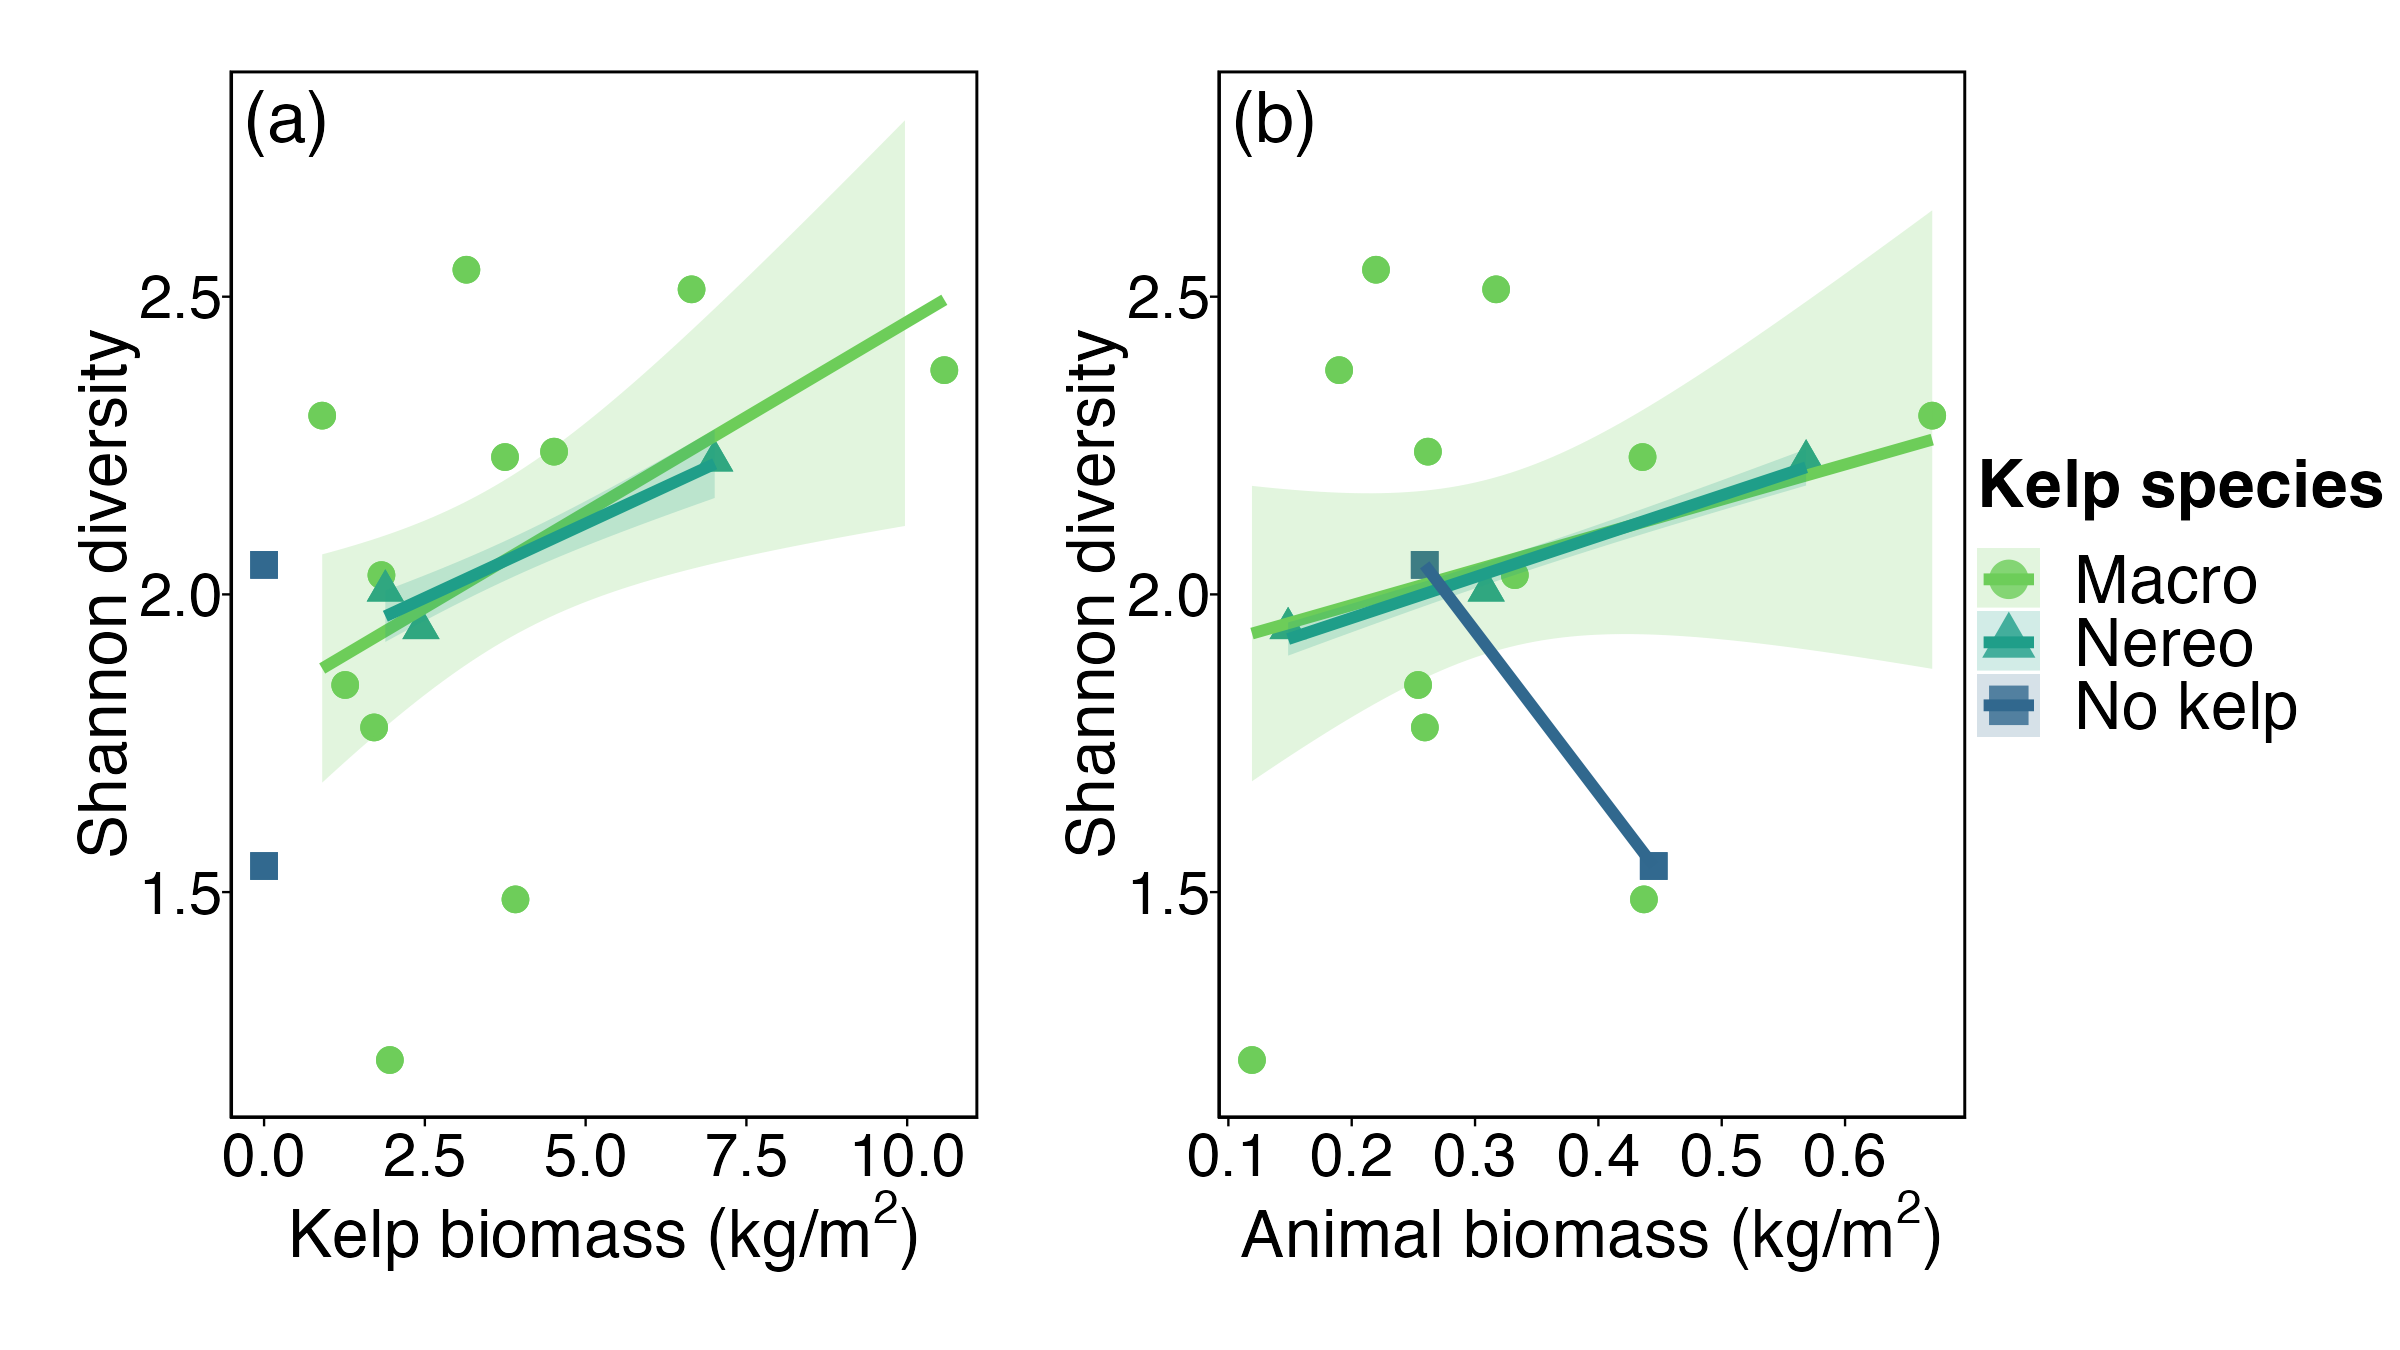 (a)
Shannon diversity
2.5
2.0
1.5
0.0 2.5 5.0 7.5 10.0
Kelp biomass (kg/m²)
(b)
Shannon diversity
2.5
2.0
1.5
0.1 0.2 0.3 0.4 0.5 0.6
Animal biomass (kg/m²)
Kelp species
Macro
Nereo
No kelp